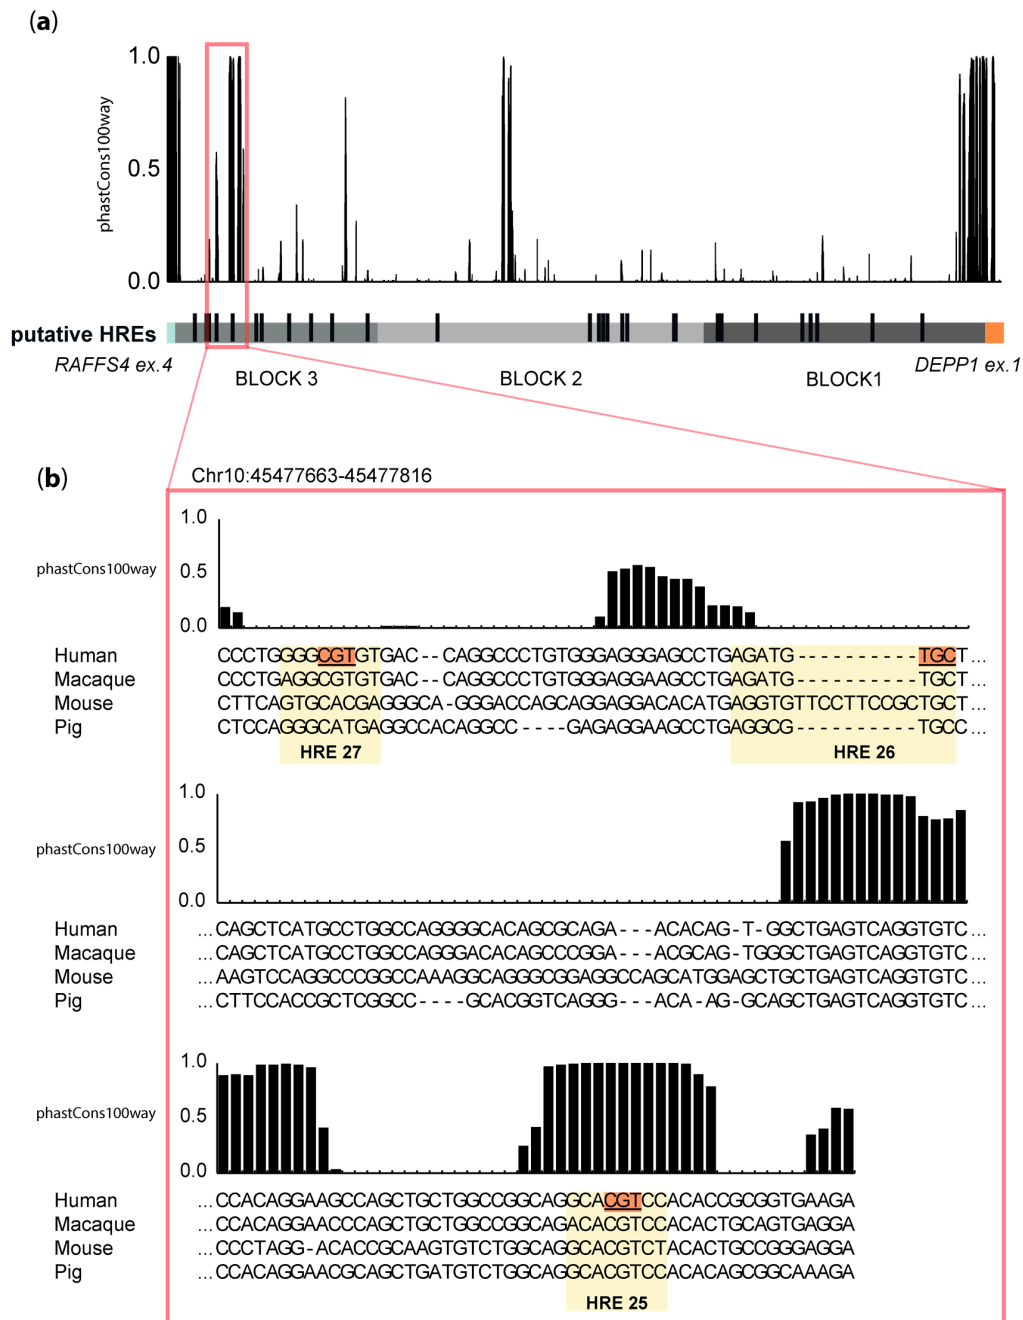 (a)
1.0
0.5
0.0
phastCons100way
putative HREs
RAFFS4 ex.4
DEPP1 ex.1
BLOCK 3
BLOCK 2
BLOCK1
(b)
Chr10:45477663-45477816
1.0
phastCons100way
0.5
0.0
Human CCCTGGGGCGTGTGAC--CAGGCCCTGTGGGAGGGAGCCTGAGATG----------TGCT...
Macaque CCCTGAGGCGTGTGAC--CAGGCCCTGTGGGAGGAAGCCTGAGATG----------TGCT...
Mouse CTTCAGTGCACGAGGGCA-GGGACCAGCAGGAGGACACATGAGGTGTTCCTTCCGCTGCT...
Pig CTCCAGGGCATGAGGCCACAGGCC----GAGAGGAAGCCTGAGGCG----------TGCC...
HRE 27
HRE 26
1.0
phastCons100way
0.5
0.0
Human ...CAGCTCATGCCTGGCCAGGGGCACAGCGCAGA---ACACAG-T-GGCTGAGTCAGGTGTC...
Macaque ...CAGCTCATGCCTGGCCAGGGACACAGCCCGGA---ACGCAG-TGGGCTGAGTCAGGTGTC...
Mouse ...AAGTCCAGGCCCGGCCAAAGGCAGGGCGGAGGCCAGCATGGAGCTGCTGAGTCAGGTGTC...
Pig ...CTTCCACCGCTCGGCC----GCACGGTCAGGG---ACA-AG-GCAGCTGAGTCAGGTGTC...
1.0
phastCons100way
0.5
0.0
Human ...CCACAGGAAGCCAGCTGCTGGCCGGCAGGCACGTCCACACCGCGGTGAAGA
Macaque ...CCACAGGAACCCAGCTGCTGGCCGGCAGACACGTCCACACTGCAGTGAGGA
Mouse ...CCCTAGG-ACACCGCAAGTGTCTGGCAGGCACGTCTACACTGCCGGGAGGA
Pig ...CCACAGGAACGCAGCTGATGTCTGGCAGGCACGTCCACACAGCGGCAAAGA
HRE 25